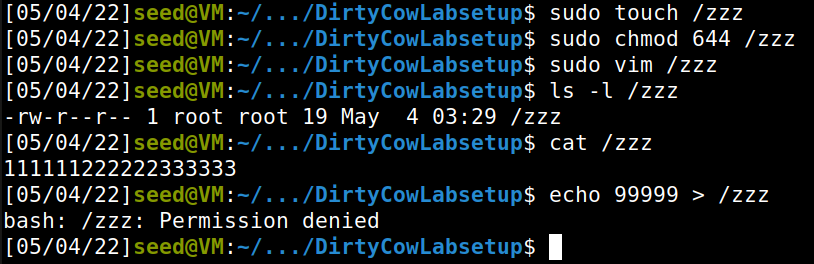 [05/04/22]seed@VM:~/.../DirtyCowLabsetup$ sudo touch /zzz
[05/04/22]seed@VM:~/.../DirtyCowLabsetup$ sudo chmod 644 /zzz
[05/04/22]seed@VM:~/.../DirtyCowLabsetup$ sudo vim /zzz
[05/04/22]seed@VM:~/.../DirtyCowLabsetup$ ls -l /zzz
-rw-r--r-- 1 root root 19 May  4 03:29 /zzz
[05/04/22]seed@VM:~/.../DirtyCowLabsetup$ cat /zzz
111111222222333333
[05/04/22]seed@VM:~/.../DirtyCowLabsetup$ echo 99999 > /zzz
bash: /zzz: Permission denied
[05/04/22]seed@VM:~/.../DirtyCowLabsetup$